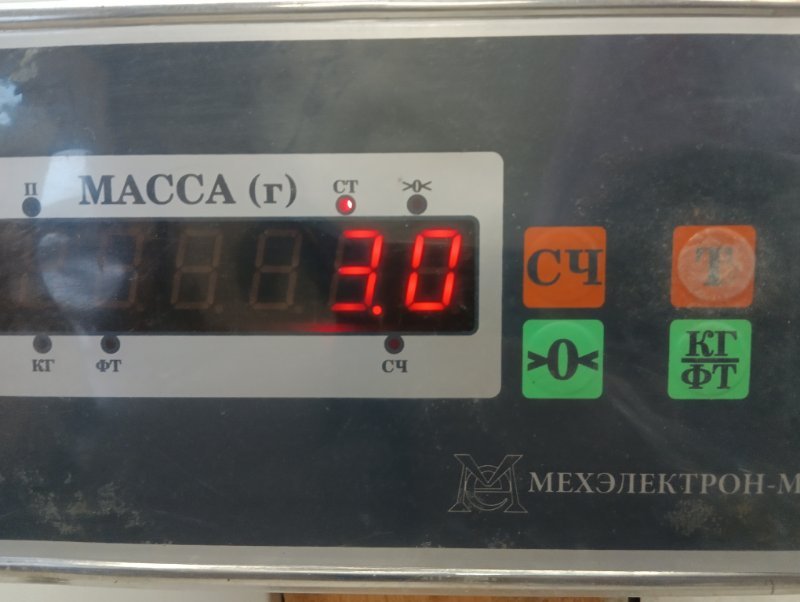 П МАССА (г) СТ >0<
3.0
КГ ФТ СЧ
СЧ Т
>0< КГ
ФТ
МЕХЭЛЕКТРОН-М